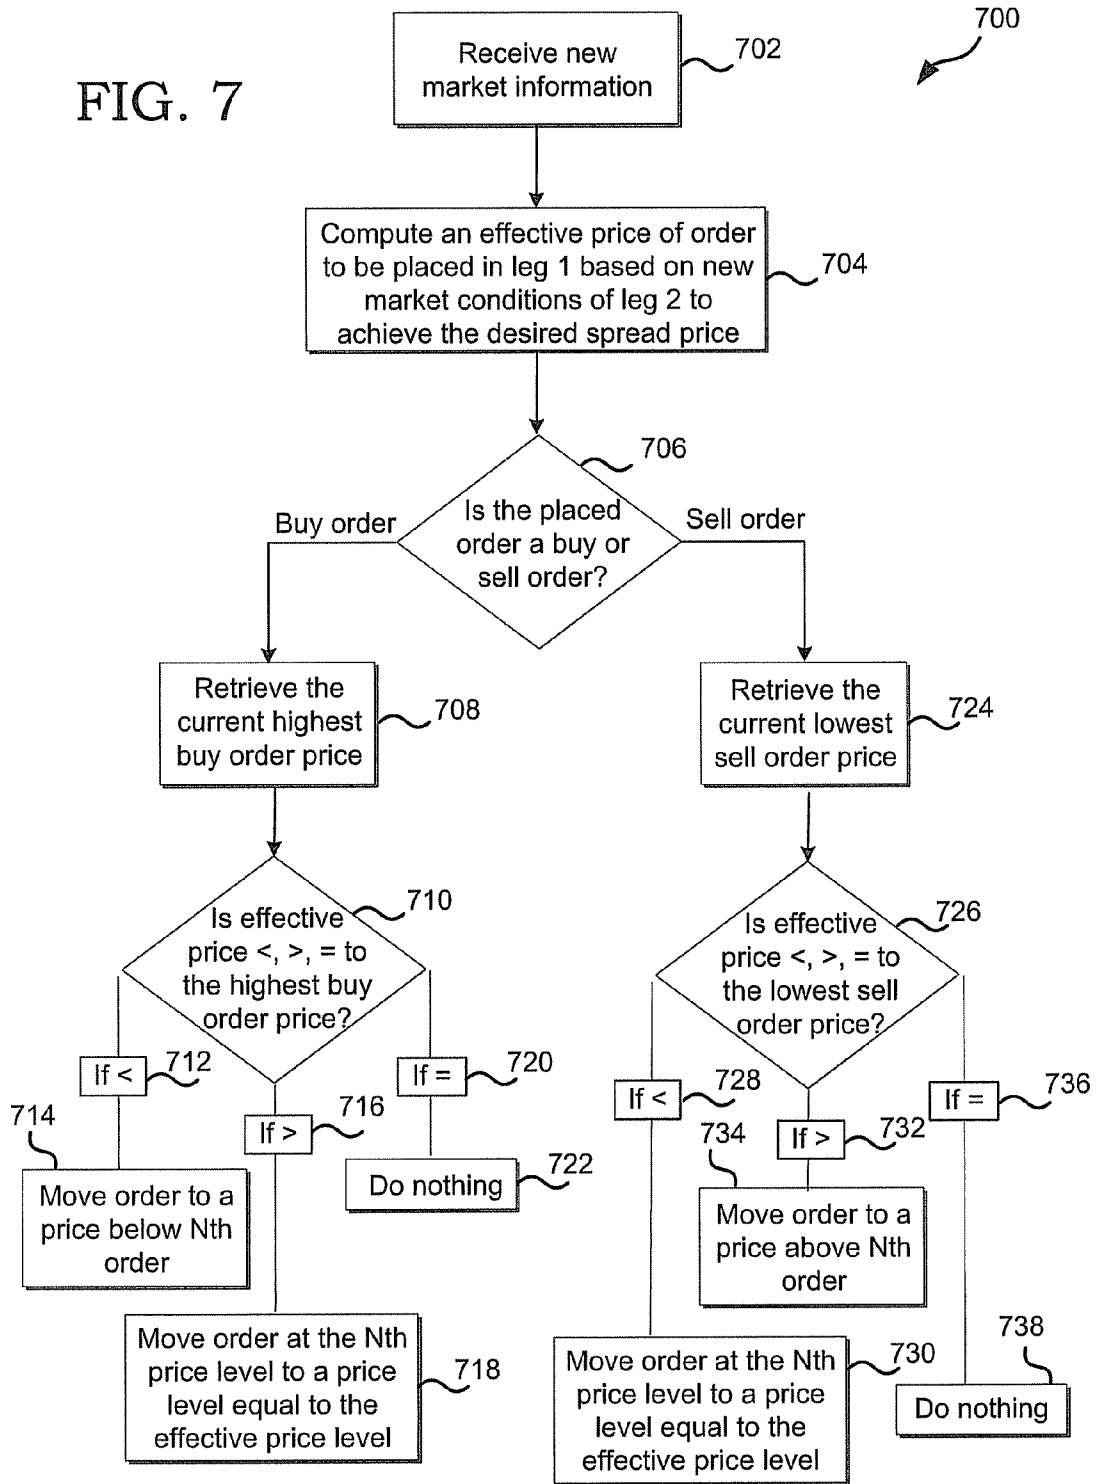 700
Receive new
market information
702
FIG. 7
Compute an effective price of order
to be placed in leg 1 based on new
market conditions of leg 2 to
achieve the desired spread price
704
706
Is the placed
order a buy or
sell order?
Buy order
Sell order
Retrieve the
current highest
buy order price
708
Retrieve the
current lowest
sell order price
724
Is effective
price <, >, = to
the highest buy
order price?
710
Is effective
price <, >, = to
the lowest sell
order price?
726
If <
712
If =
720
If >
716
714
Move order to a
price below Nth
order
Do nothing
722
Move order at the Nth
price level to a price
level equal to the
effective price level
718
If <
728
If >
732
If =
736
734
Move order to a
price above Nth
order
Move order at the Nth
price level to a price
level equal to the
effective price level
730
738
Do nothing